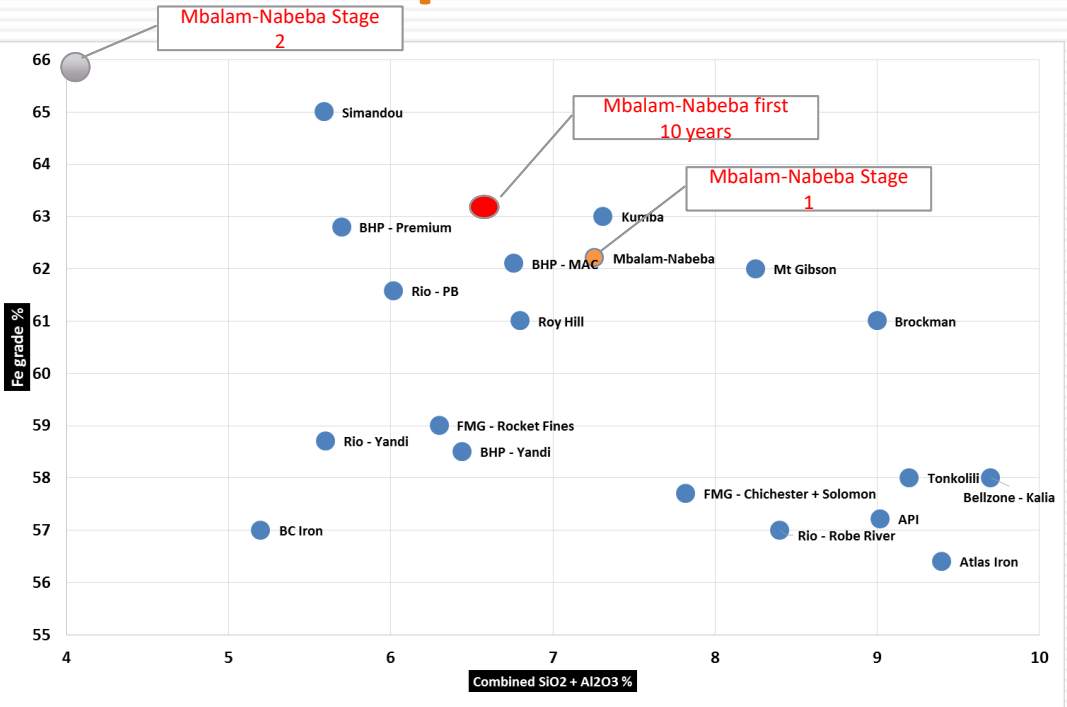 Mbalam-Nabeba Stage
2
66
65
64
63
62
61
60
59
58
57
56
55
Fe grade %
Simandou
Mbalam-Nabeba first
10 years
Mbalam-Nabeba Stage
1
Kumba
BHP - Premium
BHP - MAC
Mbalam-Nabeba
Mt Gibson
Rio - PB
Roy Hill
Brockman
FMG - Rocket Fines
Rio - Yandi
BHP - Yandi
Tonkolili
FMG - Chichester + Solomon
Bellzone - Kalia
API
BC Iron
Rio - Robe River
Atlas Iron
4
5
6
7
8
9
10
Combined SiO2 + Al2O3 %